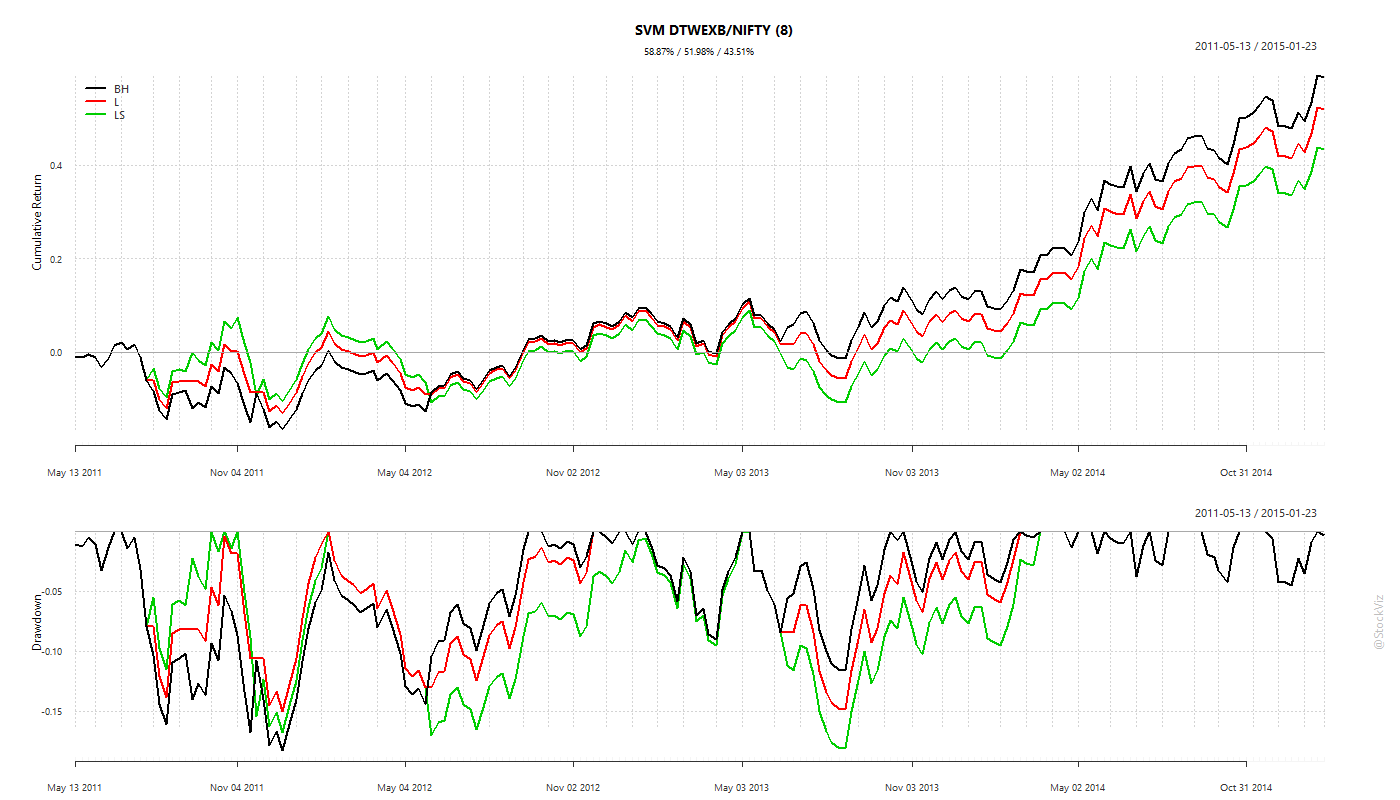 SVM DTWEXB/NIFTY (8)
58.87% / 51.98% / 43.51%
2011-05-13 / 2015-01-23
BH
L
LS
Cumulative Return
0.4
0.2
0.0
May 13 2011 Nov 04 2011 May 04 2012 Nov 02 2012 May 03 2013 Nov 03 2013 May 02 2014 Oct 31 2014
2011-05-13 / 2015-01-23
Drawdown
-0.05
-0.10
-0.15
May 13 2011 Nov 04 2011 May 04 2012 Nov 02 2012 May 03 2013 Nov 03 2013 May 02 2014 Oct 31 2014
@StockViz